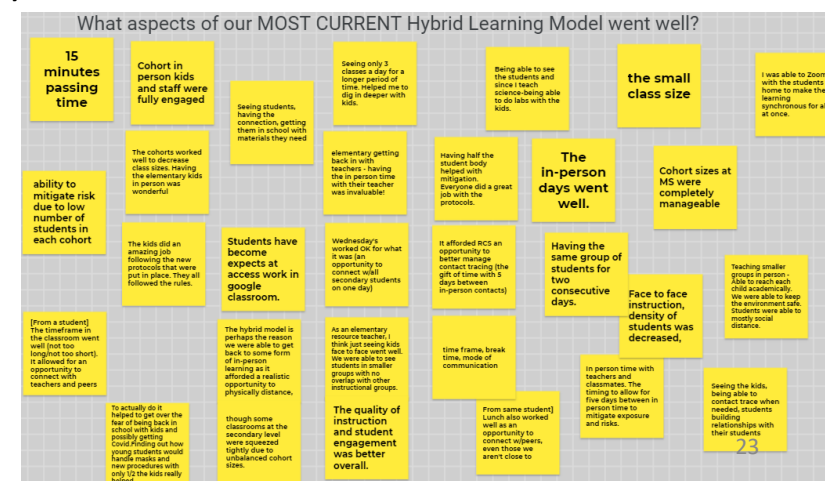 What aspects of our MOST CURRENT Hybrid Learning Model went well?
15
minutes
passing
time
Cohort in
person kids
and staff were
fully engaged
Seeing students,
having the
connection, getting
them in school with
materials they need
Seeing only 3
classes a day for a
longer period of
time. Helped me to
dig in deeper with
kids.
Being able to see
the students and
since I teach
science-being able
to do labs with the
kids.
the small
class size
I was able to Zoom
with the students
home to make the
learning
synchronous for al
at once.
The cohorts worked
well to decrease
class sizes. Having
the elementary kids
in person was
wonderful
elementary getting
back in with
teachers - having
the in person time
with their teacher
was invaluable!
Having half the
student body
helped with
mitigation.
Everyone did a great
job with the
protocols.
The
in-person
days went
well.
Cohort sizes at
MS were
completely
manageable
ability to
mitigate risk
due to low
number of
students in
each cohort
The kids did an
amazing job
following the new
protocols that were
put in place. They all
followed the rules.
Students have
become
expects at
access work in
google
classroom.
Wednesday's
worked OK for what
it was (an
opportunity to
connect w/all
secondary students
on one day)
It afforded RCS an
opportunity to
better manage
contact tracing (the
gift of time with 5
days between
in-person contacts)
Having the
same group of
students for
two
consecutive
days.
Face to face
instruction,
density of
students was
decreased,
Teaching smaller
groups in person -
Able to reach each
child academically.
We were able to keep
the environment safe.
Students were able to
mostly social
distance.
[From a student]
The timeframe in
the classroom went
well (not too
long/not too short).
It allowed for an
opportunity to
connect with
teachers and peers
The hybrid model is
perhaps the reason
we were able to get
back to some form
of in-person
learning as it
afforded a realistic
opportunity to
physically distance,
though some
classrooms at the
secondary level
were squeezed
tightly due to
unbalanced cohort
sizes.
As an elementary
resource teacher, I
think just seeing kids
face to face went well.
We were able to see
students in smaller
groups with no
overlap with other
instructional groups.
The quality of
instruction
and student
engagement
was better
overall.
time frame, break
time, mode of
communication
From same student]
Lunch also worked
well as an
opportunity to
connect w/peers,
even those we
aren't close to
In person time with
teachers and
classmates. The
timing to allow for
five days between in
person time to
mitigate exposure
and risks.
Seeing the kids,
being able to
contact trace when
needed, students
building
relationships with
their students
To actually do it
helped to get over the
fear of being back in
school with kids and
possibly getting
Covid.Finding out how
young students would
handle masks and
new procedures with
only 1/2 the kids really
helped
23